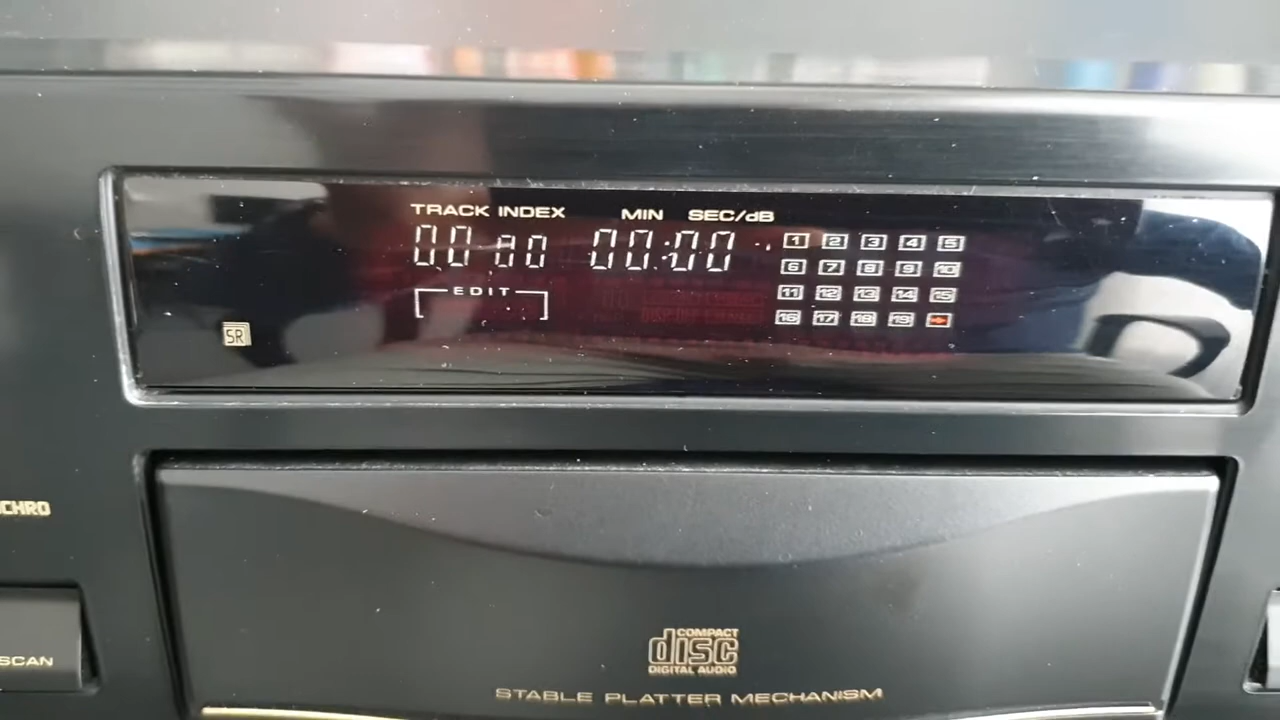 TRACK INDEX MIN SEC/dB
00 00 00:00
1 2 3 4 5
6 7 8 9 10
EDIT
11 12 13 14 15
16 17 18 19
SR
CHRO
SCAN
COMPACT
disc
DIGITAL AUDIO
STABLE PLATTER MECHANISM